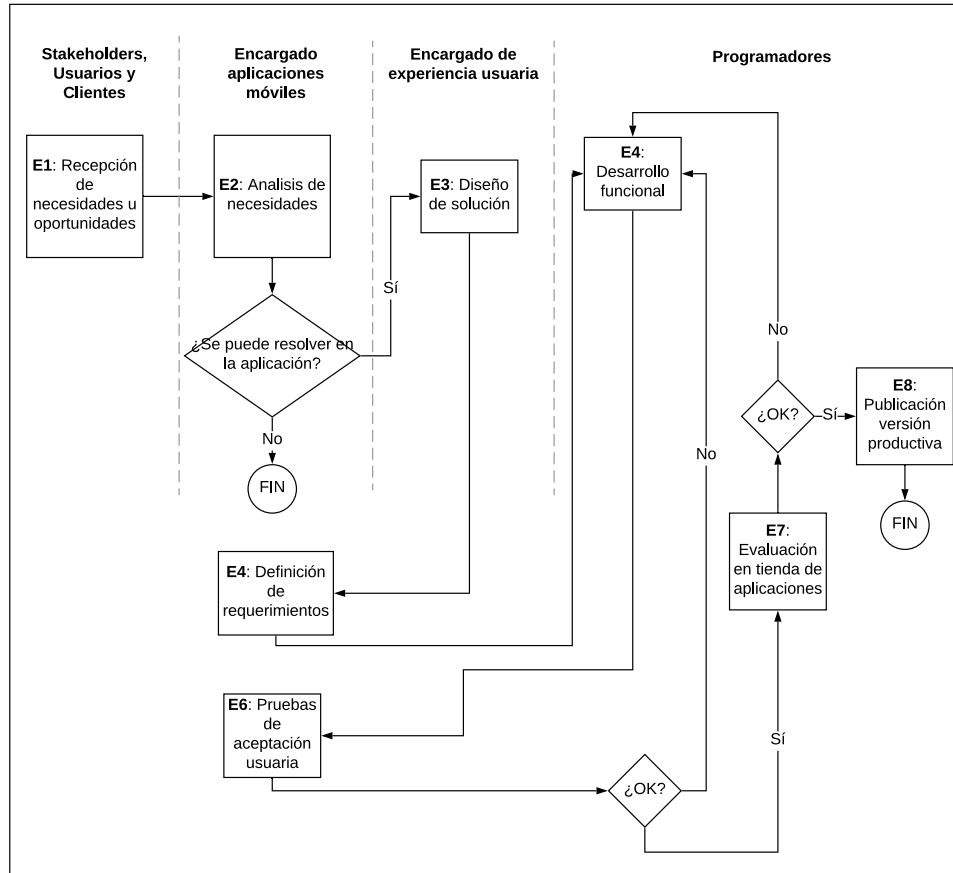 Stakeholders,
Usuarios y
Clientes
Encargado
aplicaciones
móviles
Encargado de
experiencia usuaria
Programadores
E1: Recepción
de
necesidades u
oportunidades
E2: Analisis de
necesidades
E3: Diseño
de solución
E4:
Desarrollo
funcional
Sí
¿Se puede resolver en
la aplicación?
No
FIN
No
No
¿OK?
Sí
E8:
Publicación
versión
productiva
FIN
E7:
Evaluación
en tienda de
aplicaciones
E4: Definición
de
requerimientos
E6: Pruebas
de
aceptación
usuaria
Sí
¿OK?